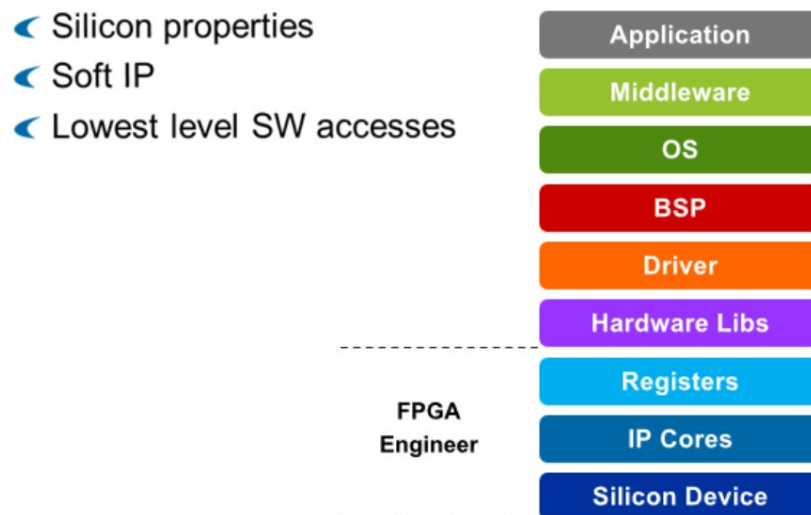 Silicon properties
Soft IP
Lowest level SW accesses
Application
Middleware
OS
BSP
Driver
Hardware Libs
Registers
FPGA
Engineer
IP Cores
Silicon Device